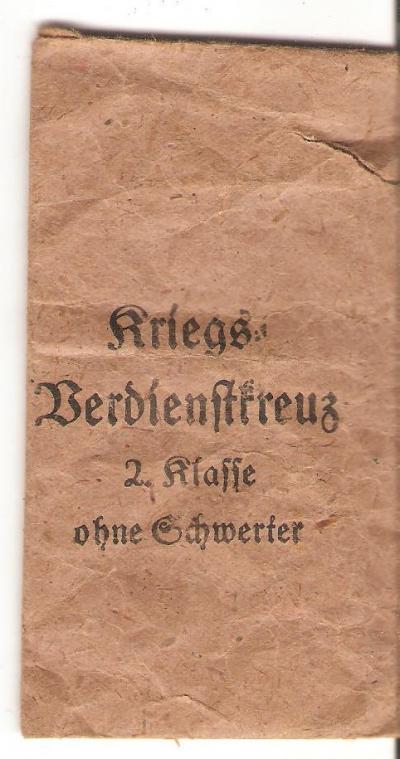 Kriegs-
Verdienstkreuz
2. Klasse
ohne Schwerter